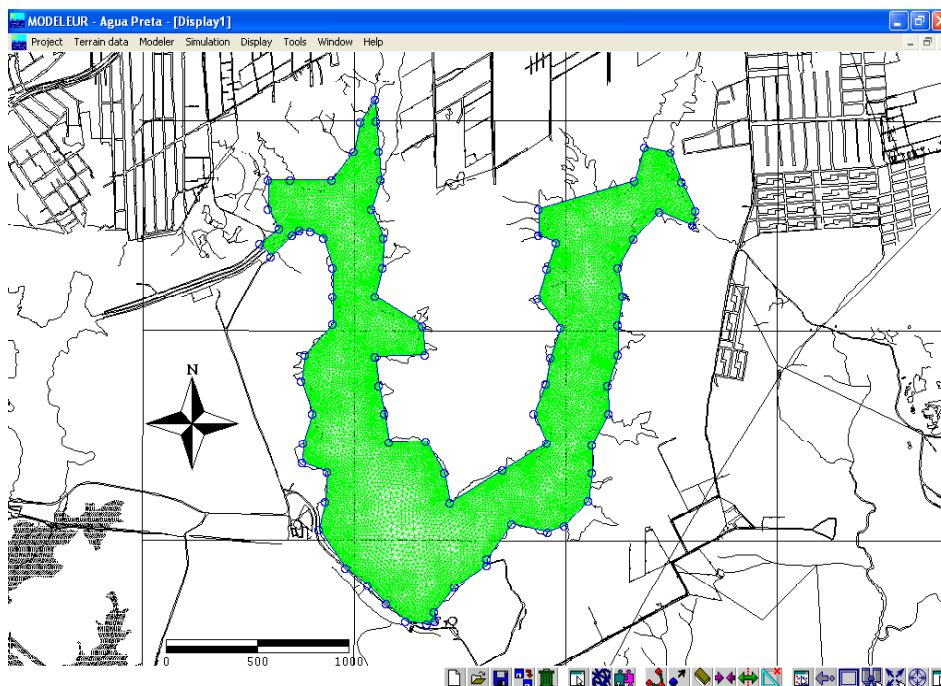 MODELEUR - Agua Preta - [Display1]
Project Terrain data Modeler Simulation Display Tools Window Help
N
0 500 1000